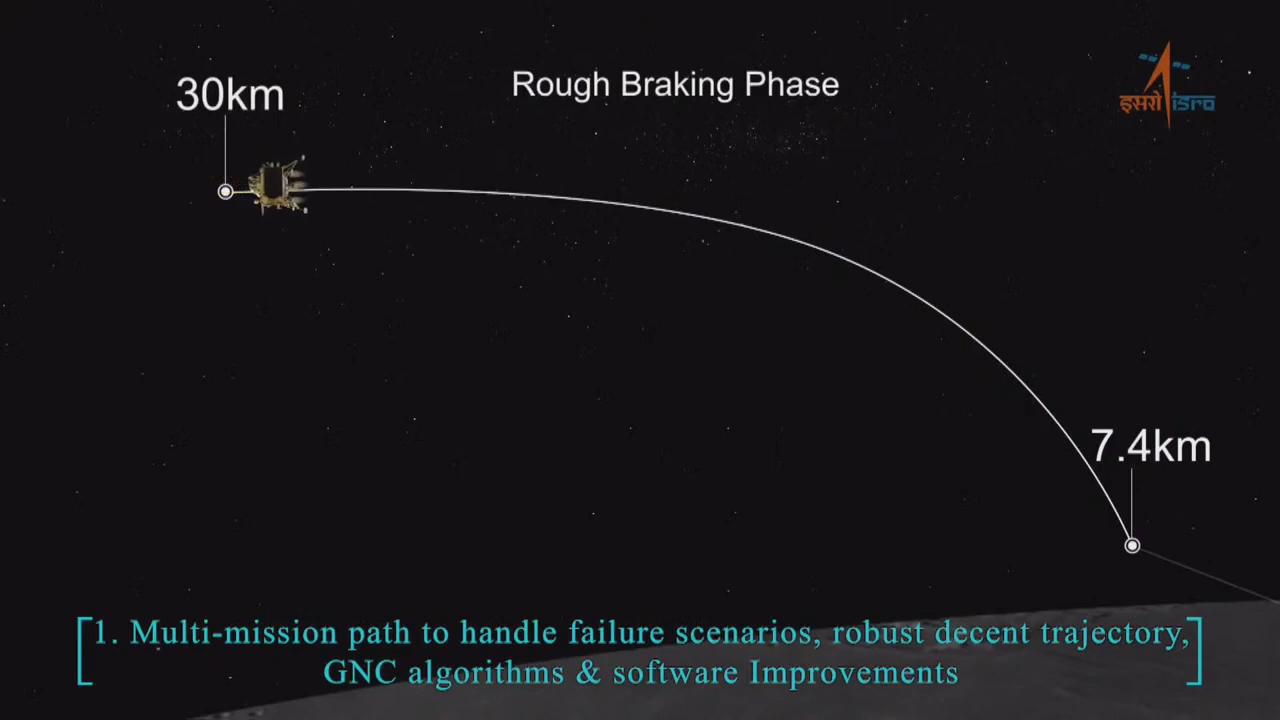 30km
Rough Braking Phase
इसरो isro
7.4km
1. Multi-mission path to handle failure scenarios, robust decent trajectory,
GNC algorithms & software Improvements